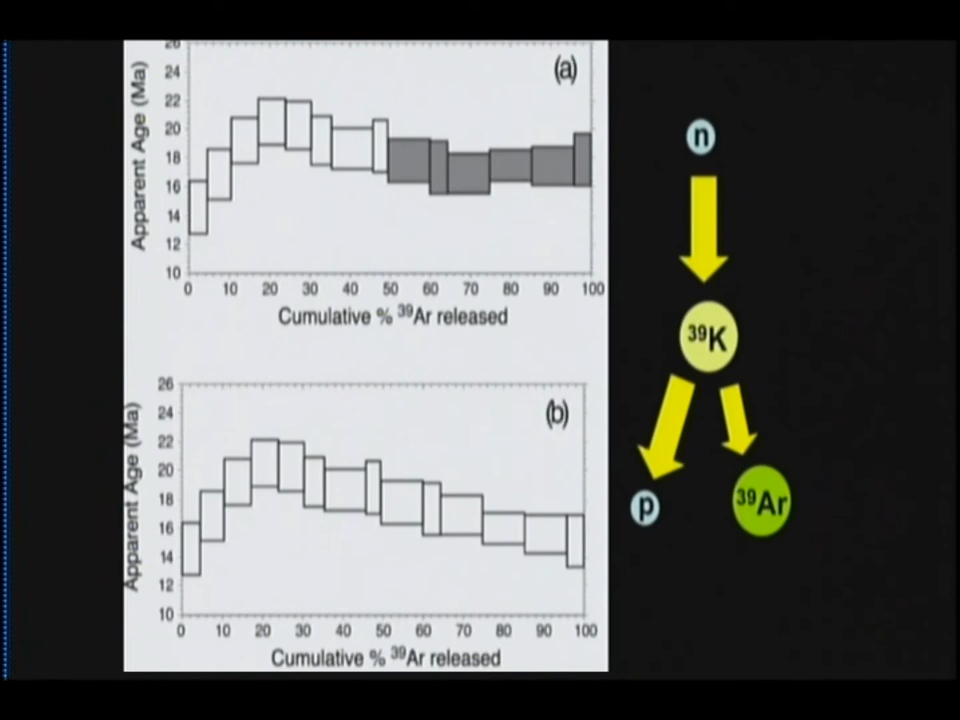 26
24
22
20
18
16
14
12
10
Apparent Age (Ma)
(a)
0 10 20 30 40 50 60 70 80 90 100
Cumulative % ³⁹Ar released
26
24
22
20
18
16
14
12
10
Apparent Age (Ma)
(b)
0 10 20 30 40 50 60 70 80 90 100
Cumulative % ³⁹Ar released
n
³⁹K
p
³⁹Ar